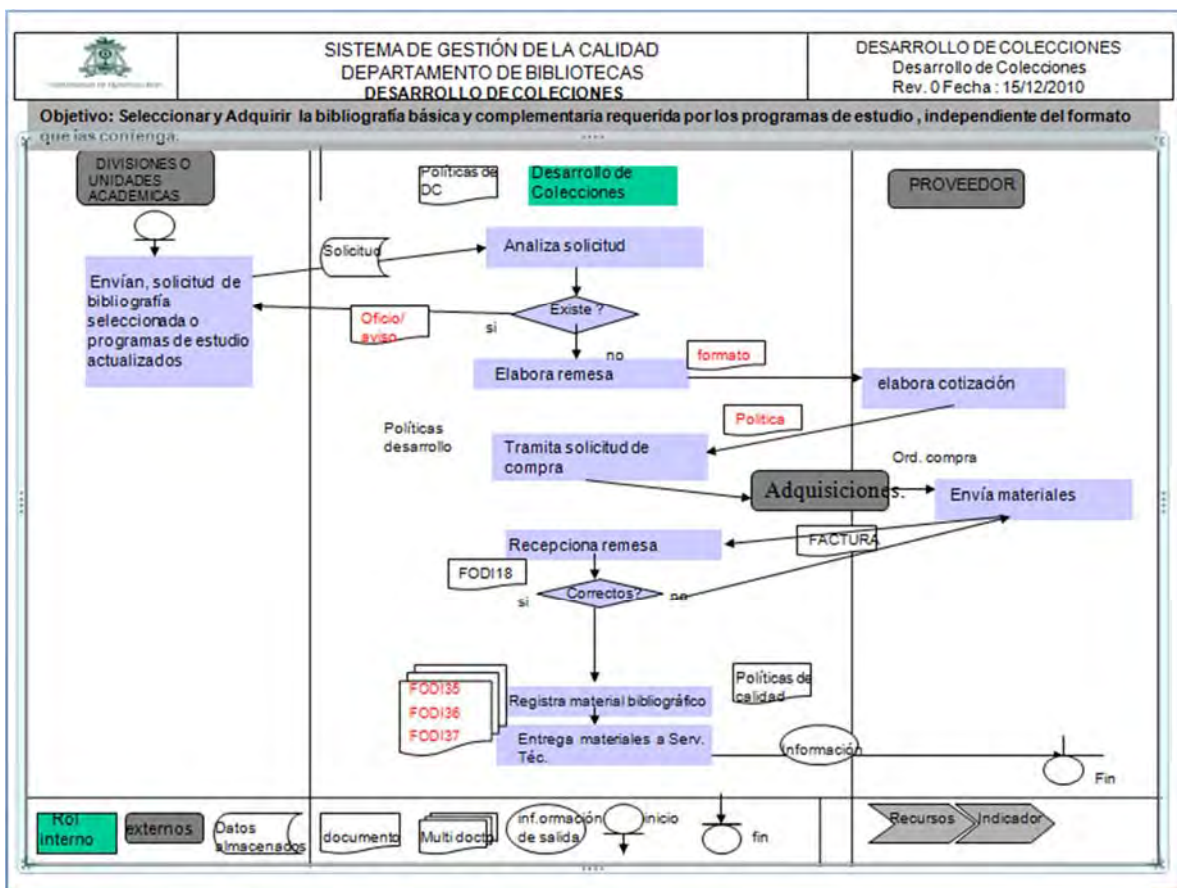 SISTEMA DE GESTIÓN DE LA CALIDAD
DEPARTAMENTO DE BIBLIOTECAS
DESARROLLO DE COLECIONES
DESARROLLO DE COLECCIONES
Desarrollo de Colecciones
Rev. 0 Fecha : 15/12/2010
Objetivo: Seleccionar y Adquirir la bibliografía básica y complementaria requerida por los programas de estudio , independiente del formato
que las contenga.
DIVISIONES O
UNIDADES
ACADEMICAS
Políticas de
DC
Desarrollo de
Colecciones
PROVEEDOR
Solicitud
Analiza solicitud
Envían, solicitud de
bibliografía
seleccionada o
programas de estudio
actualizados
Oficio/
aviso
si
Existe ?
no
formato
Elabora remesa
elabora cotización
Politica
Políticas
desarrollo
Tramita solicitud de
compra
Ord. compra
Adquisiciones.
Envía materiales
Recepciona remesa
FACTURA
FODI18
si
Correctos?
no
FODI35
FODI36
FODI37
Políticas de
calidad
Registra material bibliográfico
Entrega materiales a Serv.
Téc.
Información
Fin
Rol
interno
externos
Datos
almacenados
documento
Multi docto
inf.ormación
de salida
inicio
fin
Recursos
Indicador